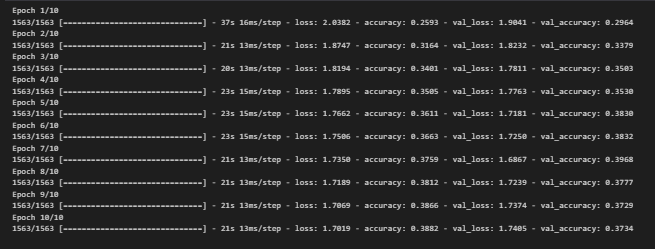 Epoch 1/10
1563/1563 [==============================] - 37s 16ms/step - loss: 2.0382 - accuracy: 0.2593 - val_loss: 1.9041 - val_accuracy: 0.2964
Epoch 2/10
1563/1563 [==============================] - 21s 13ms/step - loss: 1.8747 - accuracy: 0.3164 - val_loss: 1.8232 - val_accuracy: 0.3379
Epoch 3/10
1563/1563 [==============================] - 20s 13ms/step - loss: 1.8194 - accuracy: 0.3401 - val_loss: 1.7811 - val_accuracy: 0.3503
Epoch 4/10
1563/1563 [==============================] - 23s 15ms/step - loss: 1.7895 - accuracy: 0.3505 - val_loss: 1.7763 - val_accuracy: 0.3530
Epoch 5/10
1563/1563 [==============================] - 23s 15ms/step - loss: 1.7662 - accuracy: 0.3611 - val_loss: 1.7181 - val_accuracy: 0.3830
Epoch 6/10
1563/1563 [==============================] - 23s 15ms/step - loss: 1.7506 - accuracy: 0.3663 - val_loss: 1.7250 - val_accuracy: 0.3832
Epoch 7/10
1563/1563 [==============================] - 21s 13ms/step - loss: 1.7350 - accuracy: 0.3759 - val_loss: 1.6867 - val_accuracy: 0.3968
Epoch 8/10
1563/1563 [==============================] - 21s 13ms/step - loss: 1.7189 - accuracy: 0.3812 - val_loss: 1.7239 - val_accuracy: 0.3777
Epoch 9/10
1563/1563 [==============================] - 21s 13ms/step - loss: 1.7069 - accuracy: 0.3866 - val_loss: 1.7374 - val_accuracy: 0.3729
Epoch 10/10
1563/1563 [==============================] - 21s 13ms/step - loss: 1.7019 - accuracy: 0.3882 - val_loss: 1.7405 - val_accuracy: 0.3734